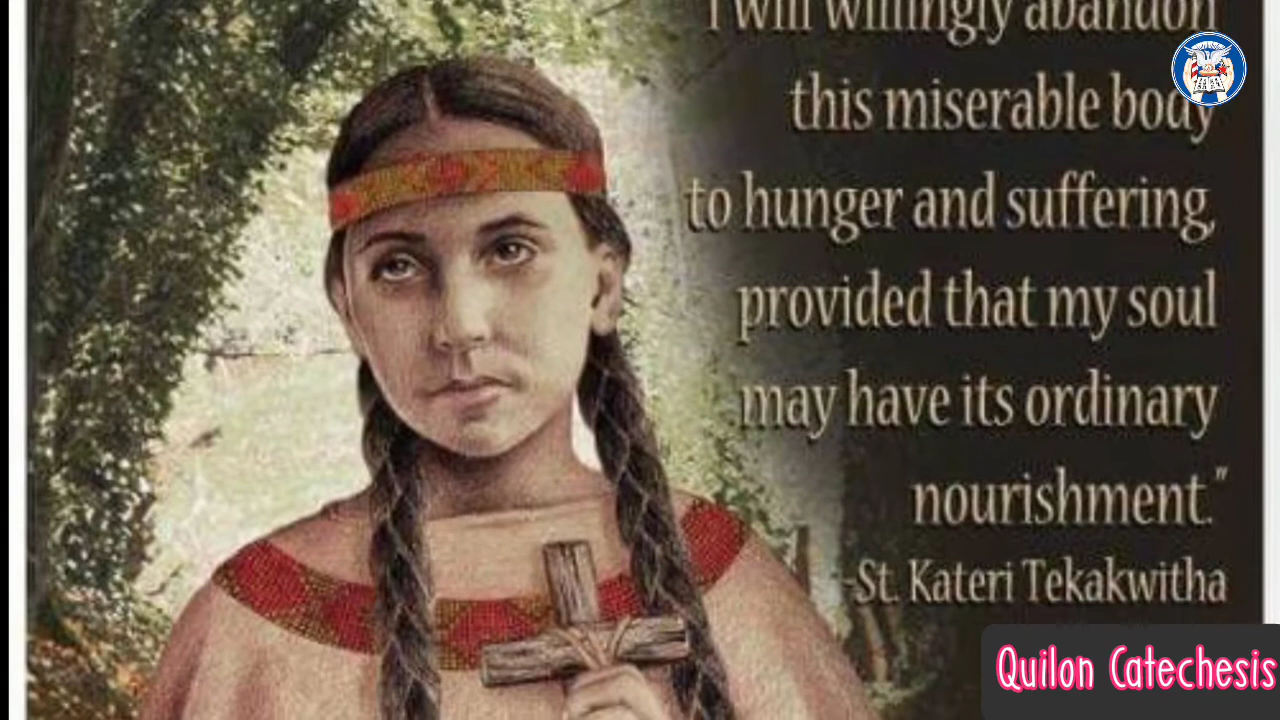 I will willingly abandon
this miserable body
to hunger and suffering,
provided that my soul
may have its ordinary
nourishment."
-St. Kateri Tekakwitha
Quilon Catechesis